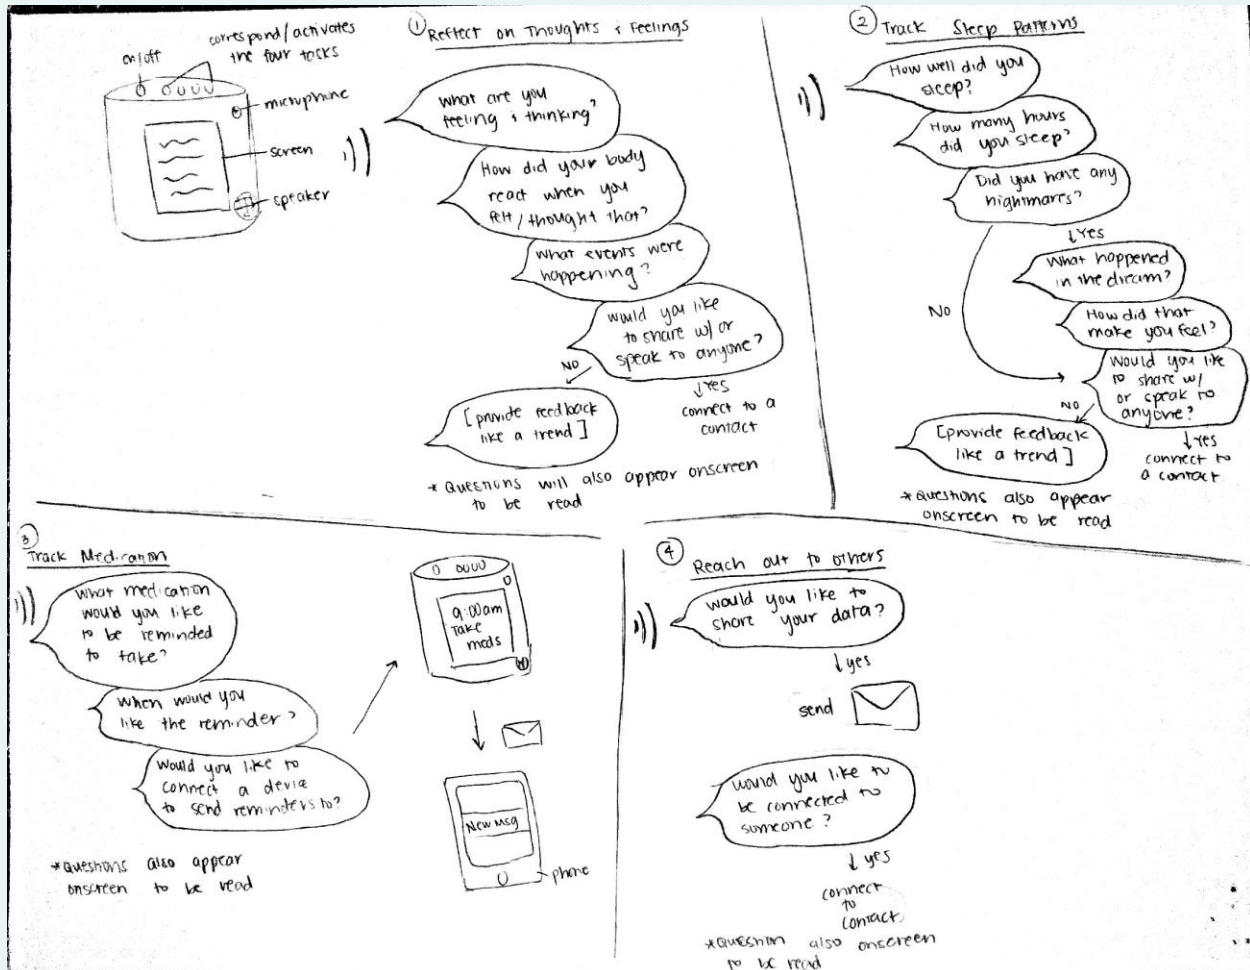 on/off
correspond/activates
the four tasks
microphone
screen
speaker
① Reflect on Thoughts & Feelings
What are you
feeling & thinking?
How did your body
react when you
felt/thought that?
What events were
happening?
Would you like
to share w/ or
speak to anyone?
NO
↓Yes
connect to a
contact
[provide feedback
like a trend]
*Questions will also appear onscreen
to be read
② Track Sleep Patterns
How well did you
sleep?
How many hours
did you sleep?
Did you have any
nightmares?
↓Yes
What happened
in the dream?
How did that
make you feel?
NO
Would you like
to share w/
or speak to
anyone?
NO
↓Yes
connect to
a contact
[provide feedback
like a trend]
*Questions also appear
onscreen to be read
③
Track Medication
What medication
would you like
to be reminded
to take?
When would you
like the reminder?
Would you like to
connect a device
to send reminders to?
*Questions also appear
onscreen to be read
9:00am
Take
meds
New Msg
phone
④ Reach out to others
Would you like to
share your data?
↓yes
send
Would you like to
be connected to
someone?
↓yes
connect
to
contact
*Question also onscreen
to be read